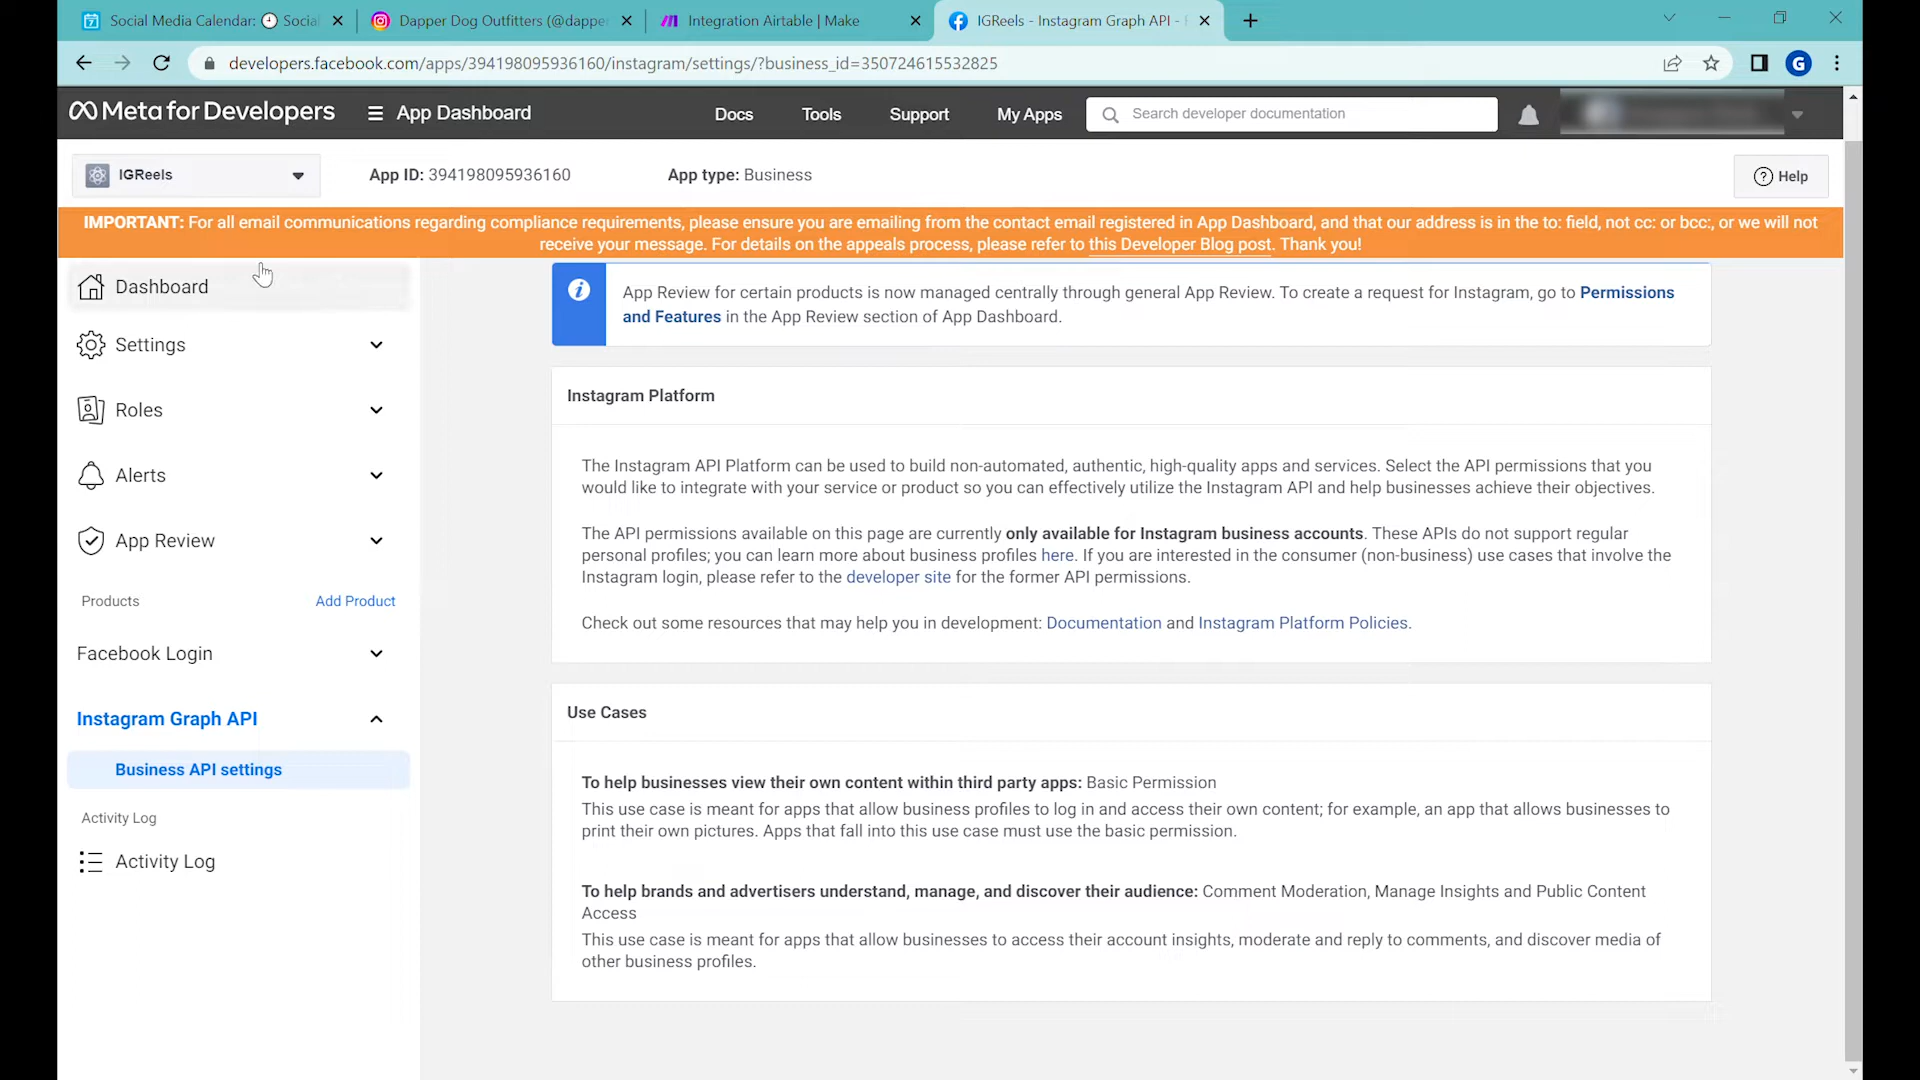 Social Media Calendar: Social
Dapper Dog Outfitters (@dapper
Integration Airtable | Make
IGReels - Instagram Graph API -
developers.facebook.com/apps/394198095936160/instagram/settings/?business_id=350724615532825
G
Meta for Developers
App Dashboard
Docs
Tools
Support
My Apps
Search developer documentation
IGReels
App ID: 394198095936160
App type: Business
Help
IMPORTANT: For all email communications regarding compliance requirements, please ensure you are emailing from the contact email registered in App Dashboard, and that our address is in the to: field, not cc: or bcc:, or we will not
receive your message. For details on the appeals process, please refer to this Developer Blog post. Thank you!
Dashboard
Settings
Roles
Alerts
App Review
Products
Add Product
Facebook Login
Instagram Graph API
Business API settings
Activity Log
Activity Log
App Review for certain products is now managed centrally through general App Review. To create a request for Instagram, go to Permissions
and Features in the App Review section of App Dashboard.
Instagram Platform
The Instagram API Platform can be used to build non-automated, authentic, high-quality apps and services. Select the API permissions that you
would like to integrate with your service or product so you can effectively utilize the Instagram API and help businesses achieve their objectives.
The API permissions available on this page are currently only available for Instagram business accounts. These APIs do not support regular
personal profiles; you can learn more about business profiles here. If you are interested in the consumer (non-business) use cases that involve the
Instagram login, please refer to the developer site for the former API permissions.
Check out some resources that may help you in development: Documentation and Instagram Platform Policies.
Use Cases
To help businesses view their own content within third party apps: Basic Permission
This use case is meant for apps that allow business profiles to log in and access their own content; for example, an app that allows businesses to
print their own pictures. Apps that fall into this use case must use the basic permission.
To help brands and advertisers understand, manage, and discover their audience: Comment Moderation, Manage Insights and Public Content
Access
This use case is meant for apps that allow businesses to access their account insights, moderate and reply to comments, and discover media of
other business profiles.